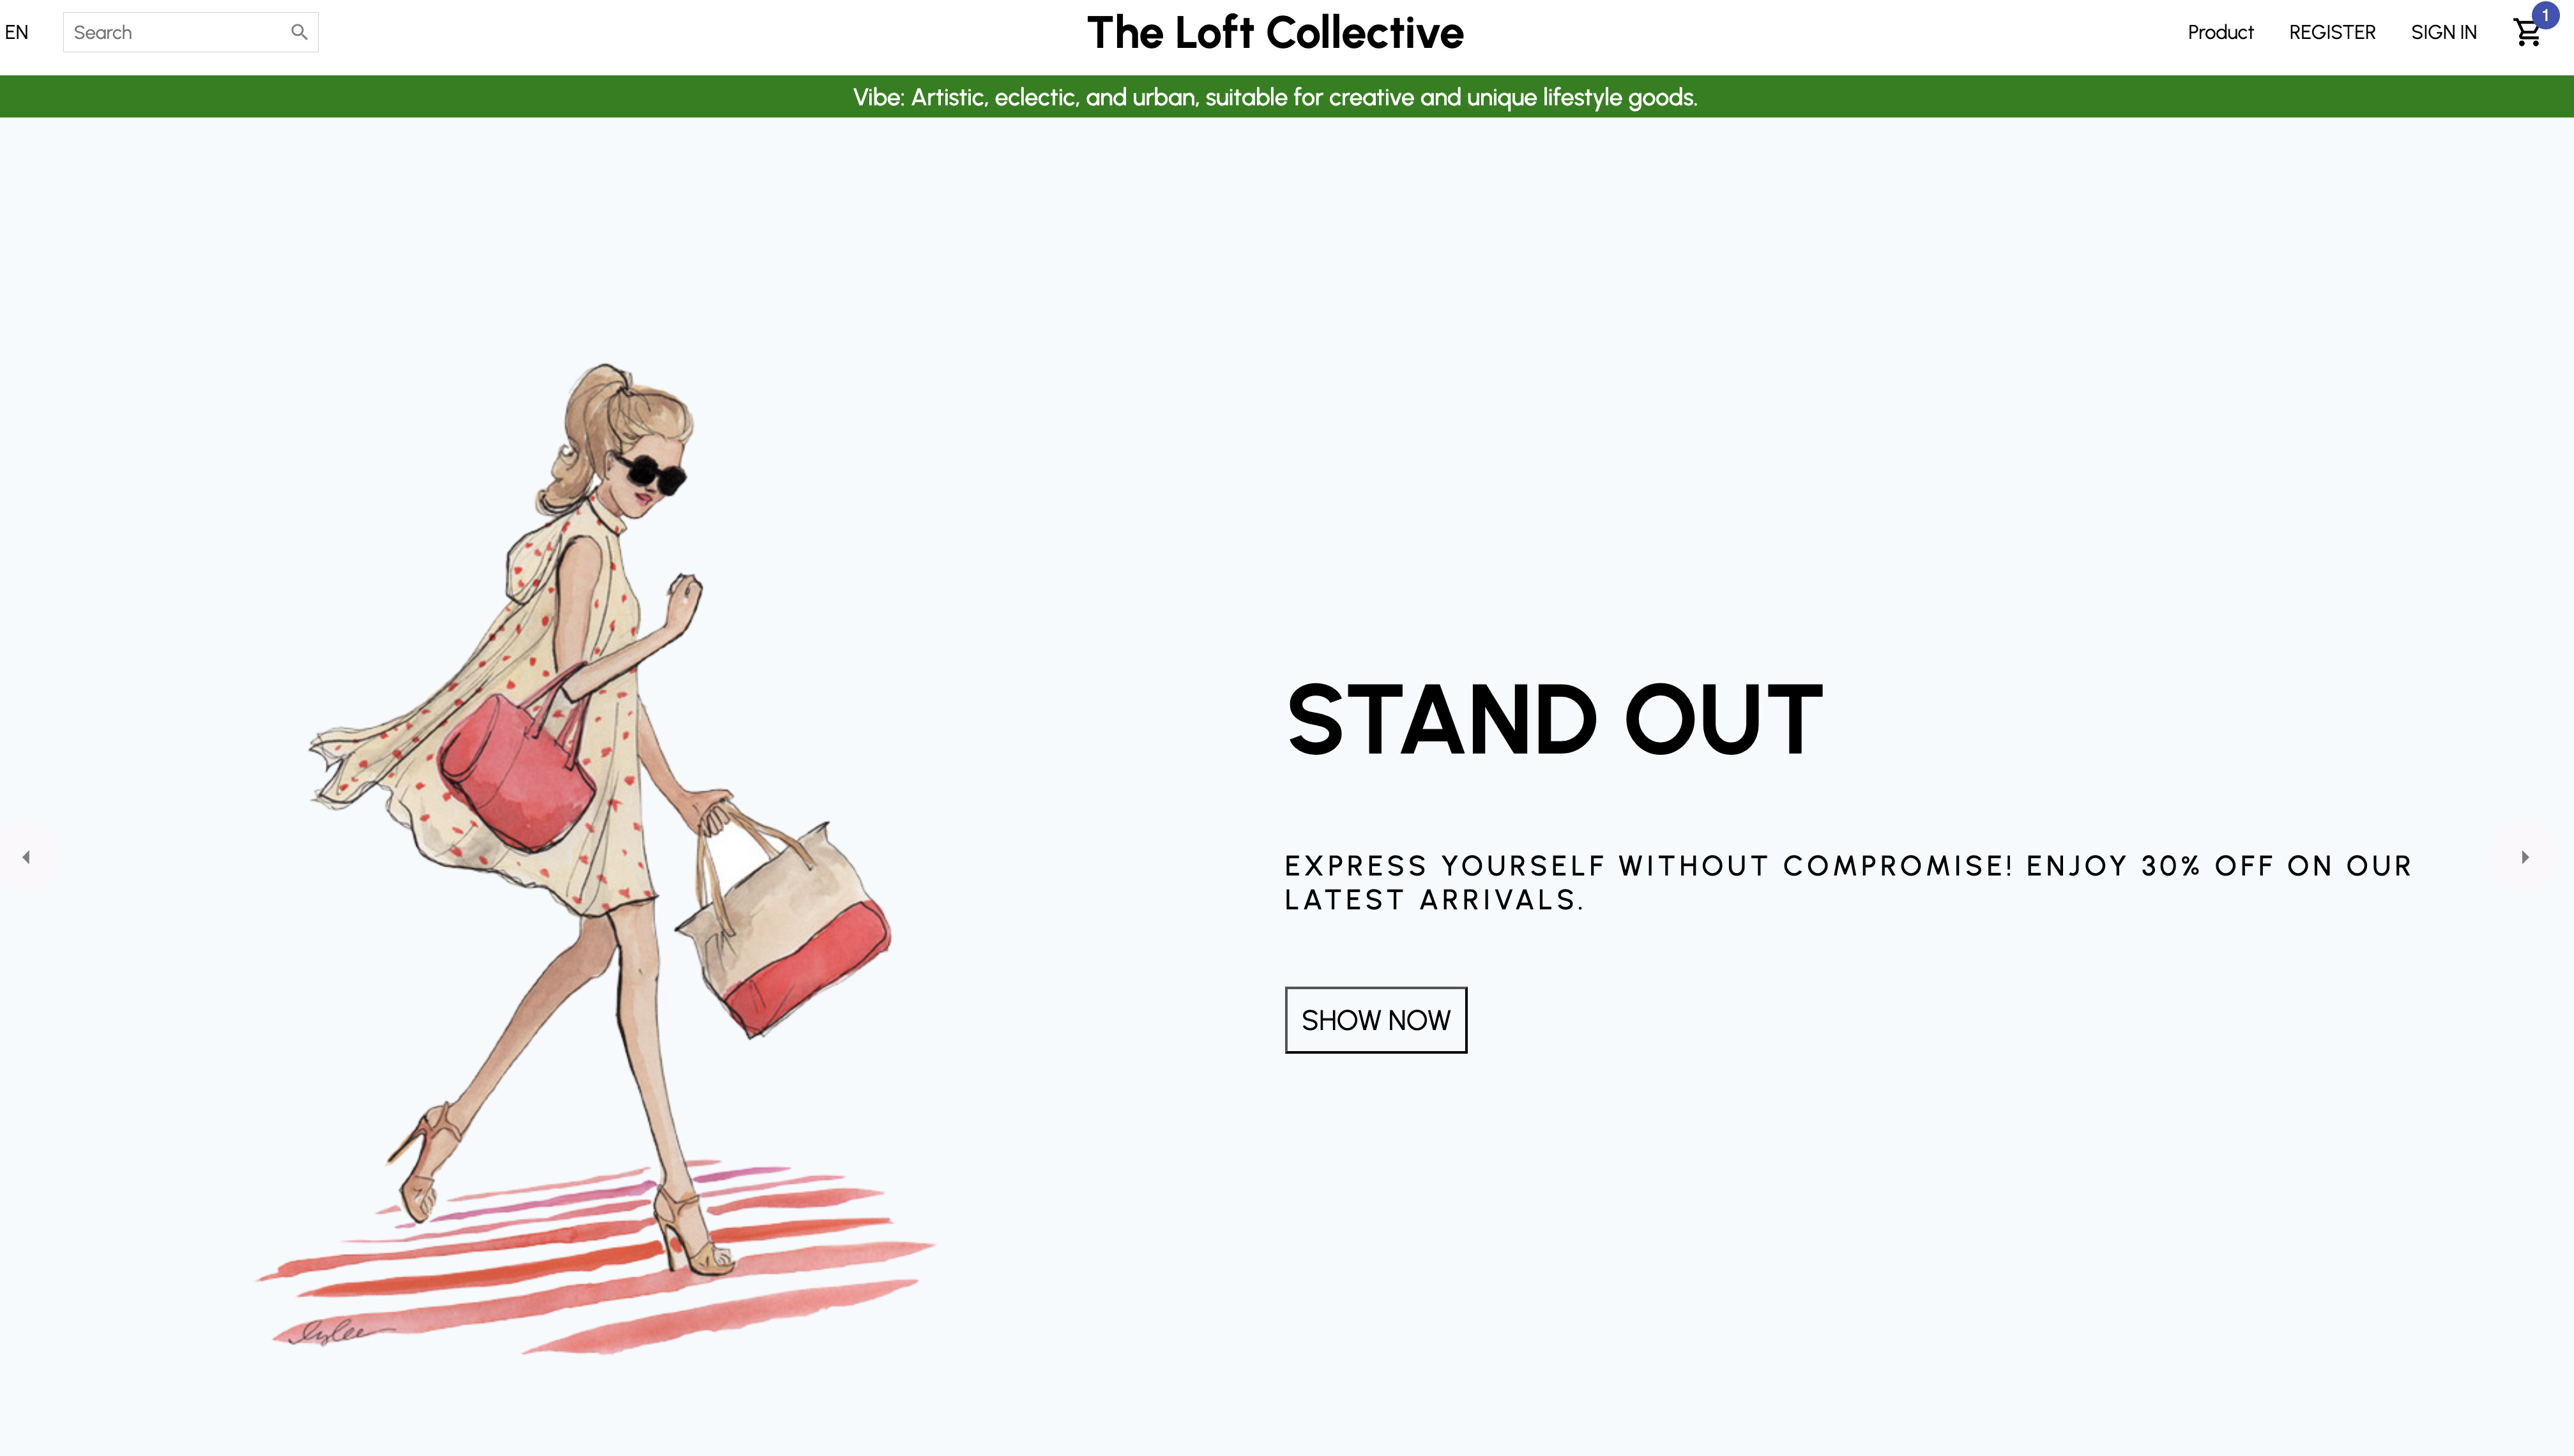 EN
Search
The Loft Collective
Product
REGISTER
SIGN IN
1
Vibe: Artistic, eclectic, and urban, suitable for creative and unique lifestyle goods.
STAND OUT
EXPRESS YOURSELF WITHOUT COMPROMISE! ENJOY 30% OFF ON OUR
LATEST ARRIVALS.
SHOW NOW